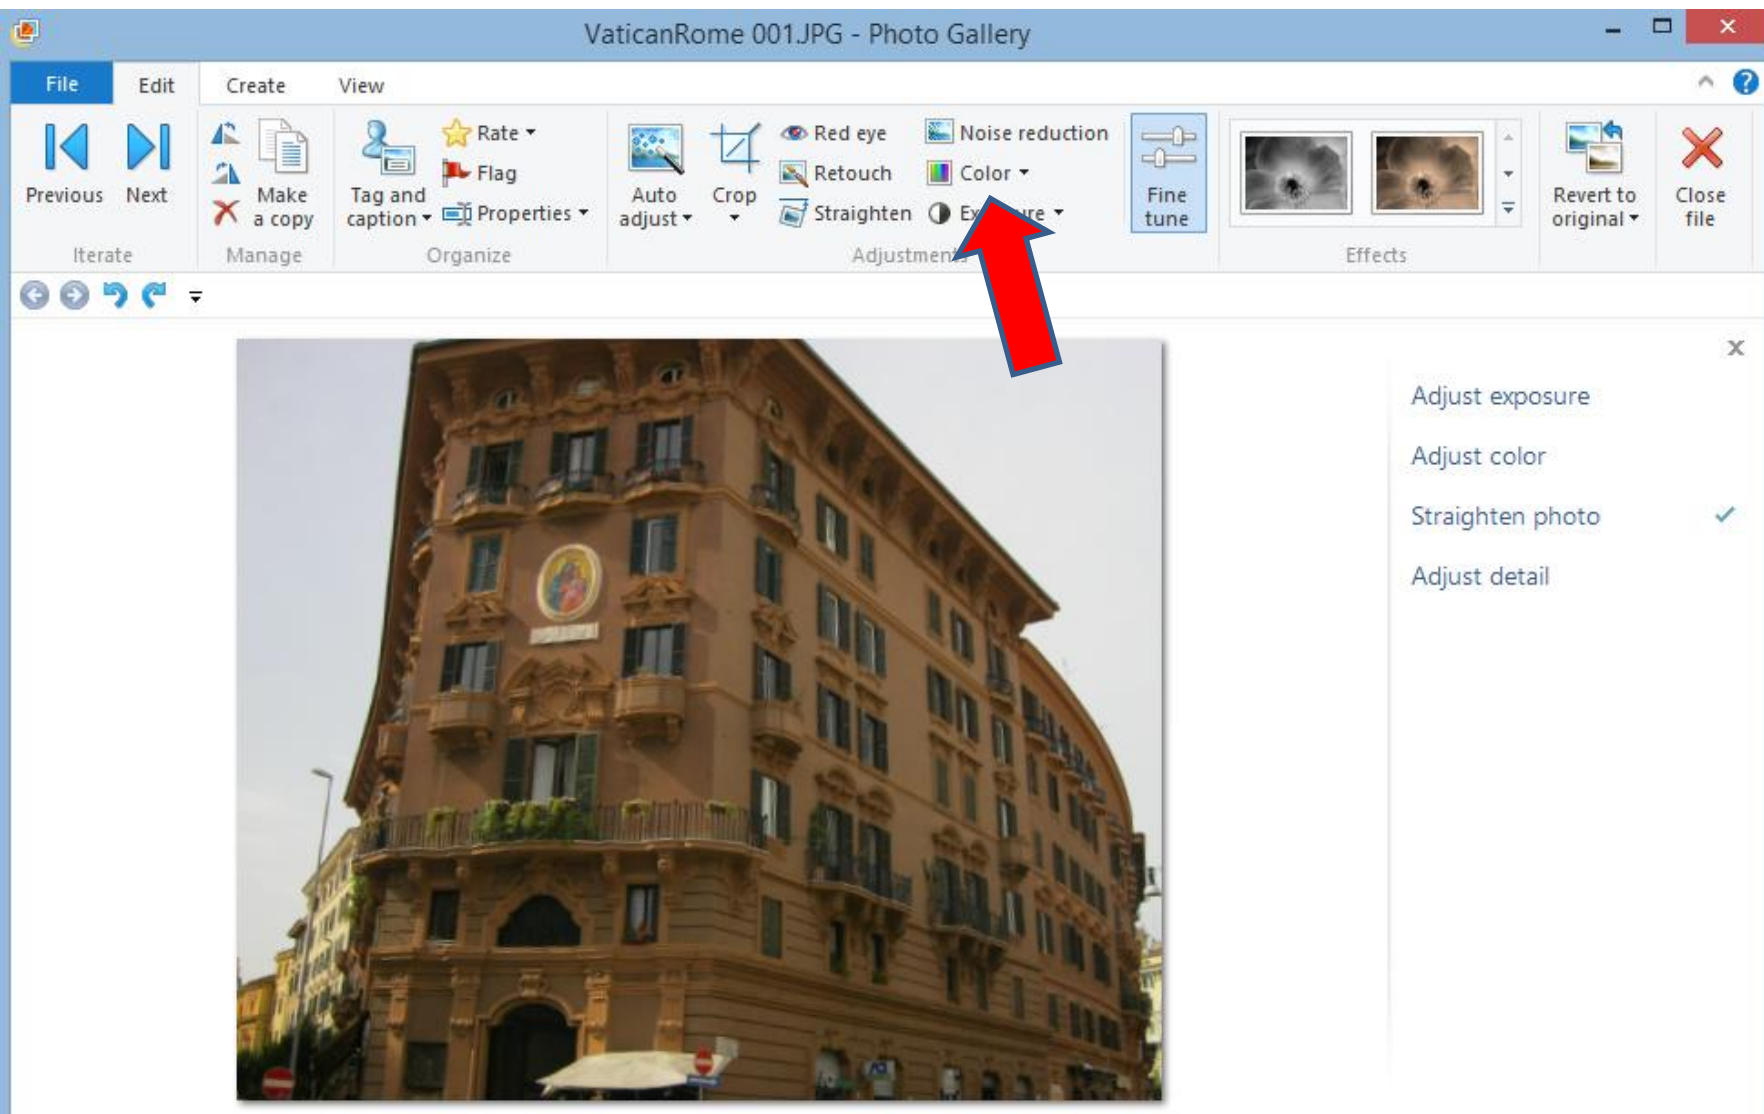 VaticanRome 001.JPG - Photo Gallery
File Edit Create View
Previous Next
Make a copy
Tag and caption
Rate
Flag
Properties
Auto adjust
Crop
Red eye
Retouch
Straighten
Noise reduction
Color
Fine tune
Revert to original
Close file
Iterate Manage Organize Effects
Adjust exposure
Adjust color
Straighten photo
Adjust detail